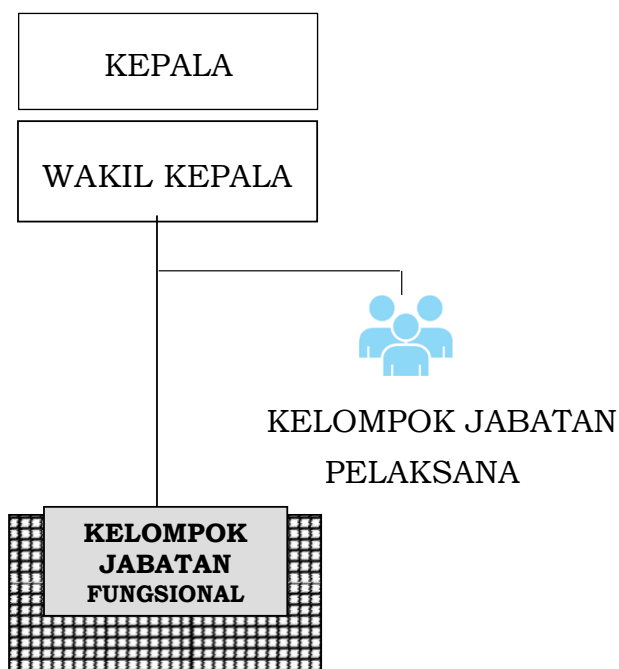 KEPALA
WAKIL KEPALA
KELOMPOK JABATAN
PELAKSANA
KELOMPOK
JABATAN
FUNGSIONAL